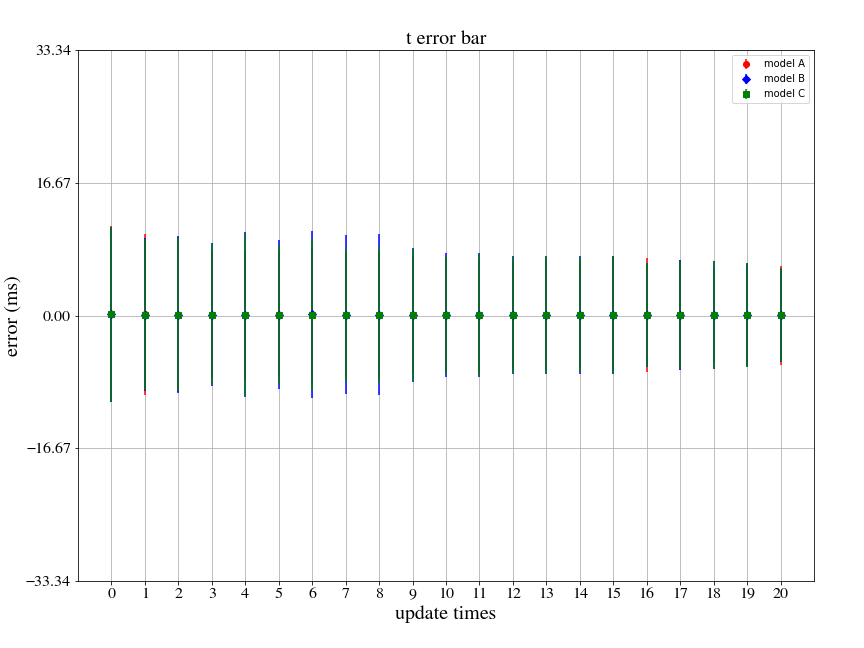 t error bar
33.34
16.67
0.00
−16.67
−33.34
error (ms)
model A
model B
model C
0 1 2 3 4 5 6 7 8 9 10 11 12 13 14 15 16 17 18 19 20
update times